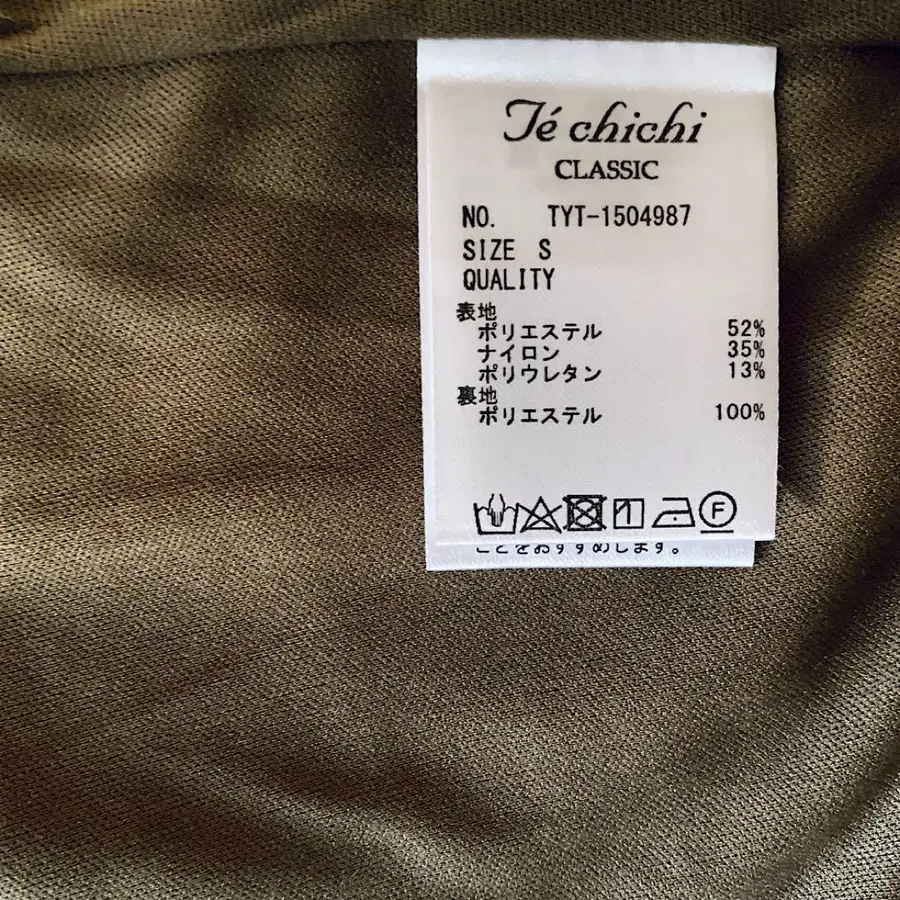 Té chichi
CLASSIC
NO. TYT-1504987
SIZE S
QUALITY
表地
ポリエステル 52%
ナイロン 35%
ポリウレタン 13%
裏地
ポリエステル 100%
F
ことをおすすめします。